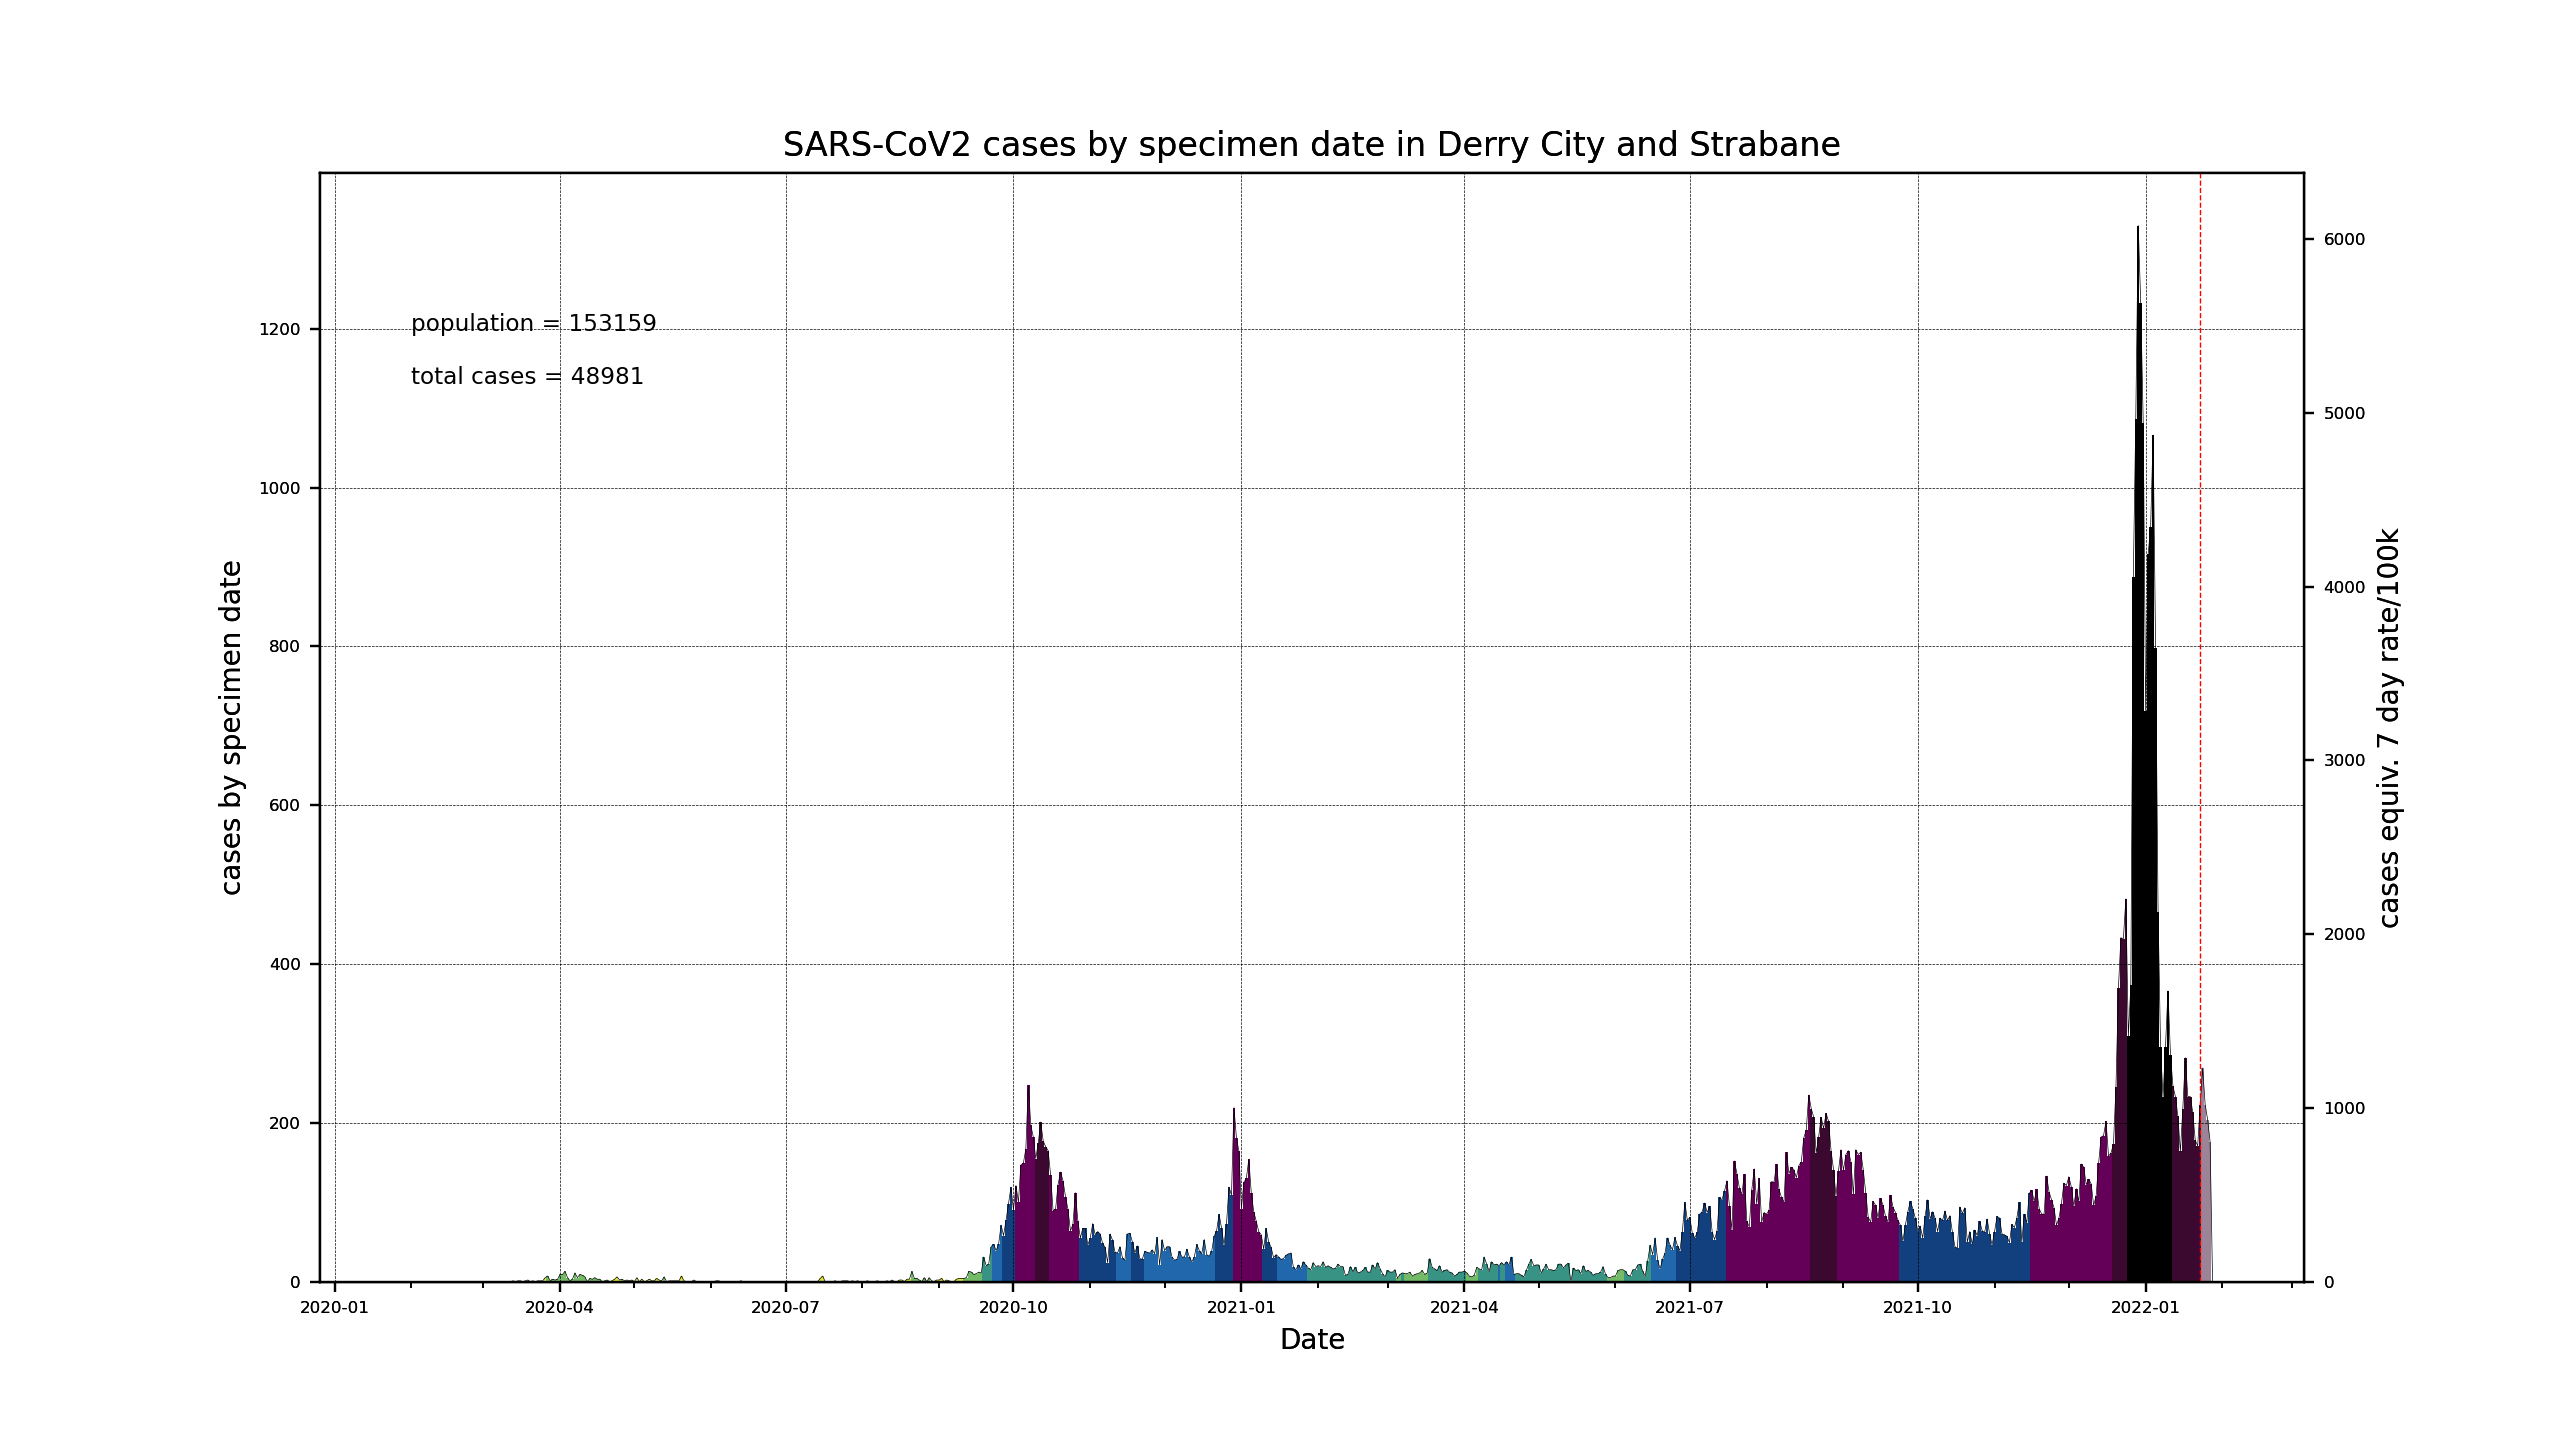 SARS-CoV2 cases by specimen date in Derry City and Strabane
population = 153159
total cases = 48981
cases by specimen date
1200
1000
800
600
400
200
0
6000
5000
4000
3000
2000
1000
0
cases equiv. 7 day rate/100k
2020-01 2020-04 2020-07 2020-10 2021-01 2021-04 2021-07 2021-10 2022-01
Date